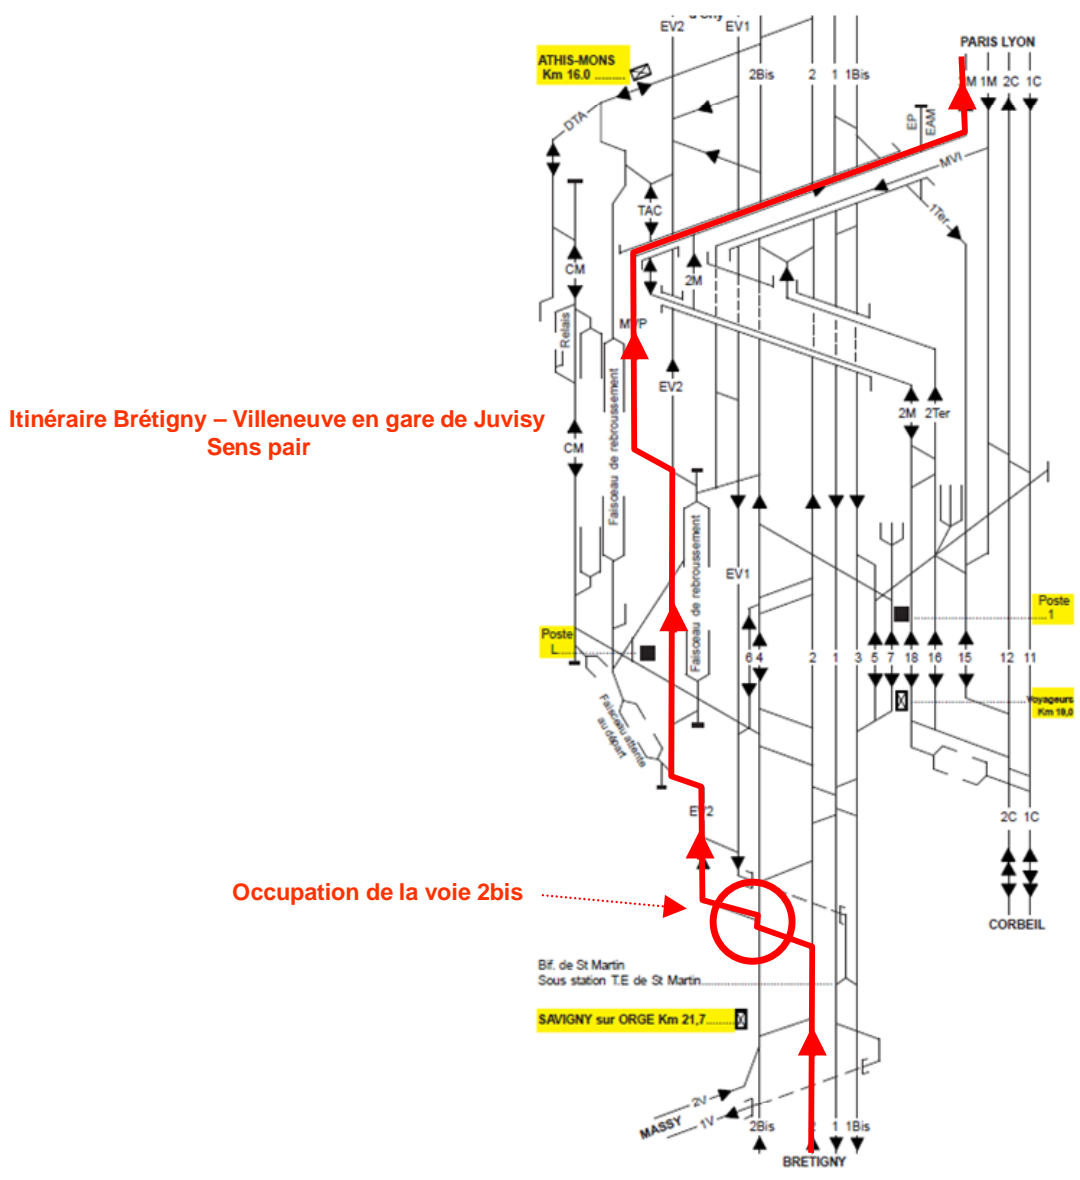 EV2 EV1
PARIS LYON
ATHIS-MONS
Km 16.0 ..........
2Bis 2 1 1Bis
M 1M 2C 1C
DTA
EP
EAM
MVI
TAC
1Ter
CM
2M
Relais
MVP
EV2
Faisceau de rebroussement
2M 2Ter
Itinéraire Brétigny – Villeneuve en gare de Juvisy
Sens pair
CM
Faisceau de rebroussement
EV1
Poste
1
Poste
L
6 4 2 1 3 5 7 18 16 15 12 11
Voyageurs
Km 19,0
Faisceau attente
au départ
EV2
2C 1C
Occupation de la voie 2bis
CORBEIL
Bif. de St Martin
Sous station T.E de St Martin
SAVIGNY sur ORGE Km 21,7
2V
MASSY
1V
2Bis 2 1 1Bis
BRETIGNY